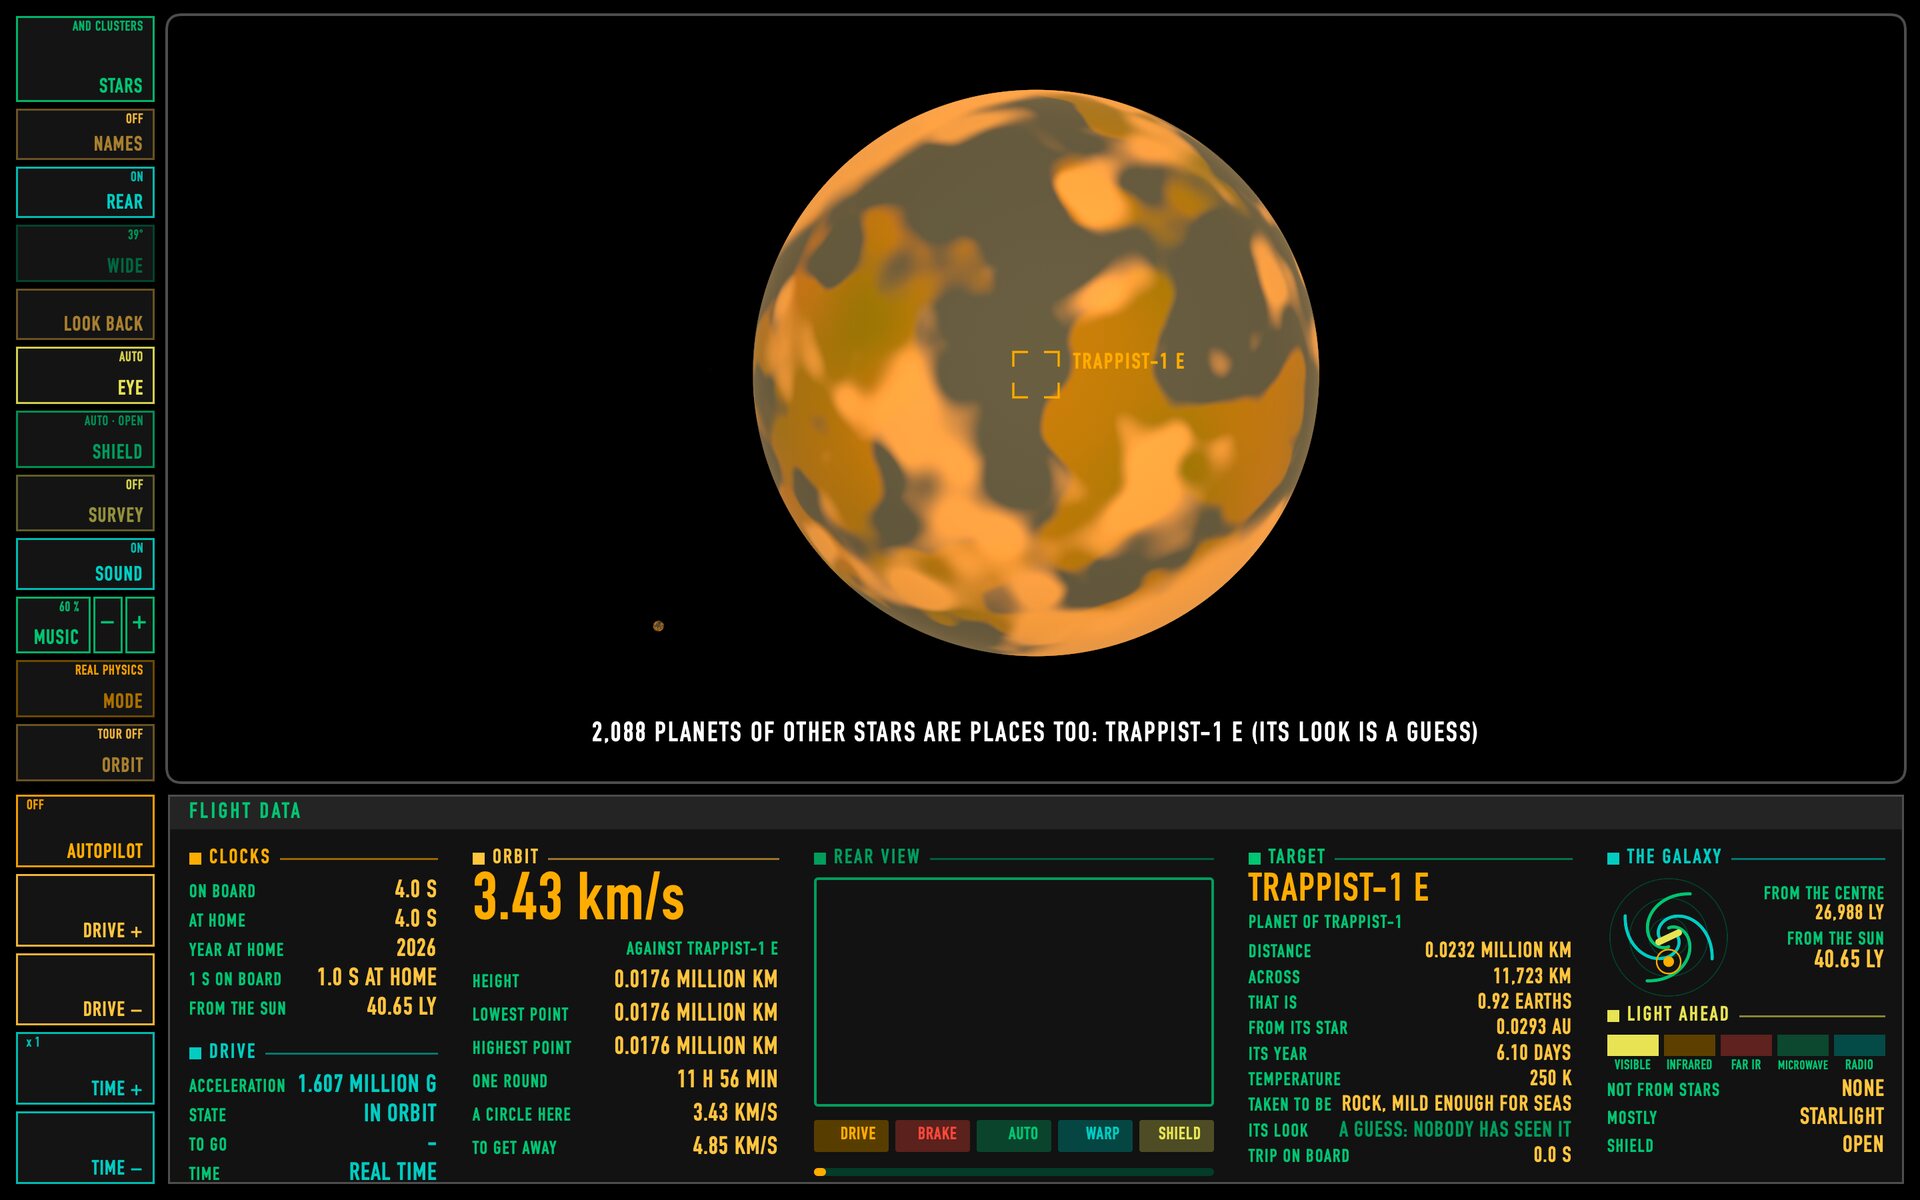 AND CLUSTERS
STARS
OFF
NAMES
ON
REAR
39°
WIDE
LOOK BACK
AUTO
EYE
AUTO · OPEN
SHIELD
OFF
SURVEY
ON
SOUND
60 %
MUSIC
−
+
REAL PHYSICS
MODE
TOUR OFF
ORBIT
OFF
AUTOPILOT
DRIVE +
DRIVE −
x 1
TIME +
TIME −
TRAPPIST-1 E
2,088 PLANETS OF OTHER STARS ARE PLACES TOO: TRAPPIST-1 E (ITS LOOK IS A GUESS)
FLIGHT DATA
CLOCKS
ON BOARD 4.0 S
AT HOME 4.0 S
YEAR AT HOME 2026
1 S ON BOARD 1.0 S AT HOME
FROM THE SUN 40.65 LY
DRIVE
ACCELERATION 1.607 MILLION G
STATE IN ORBIT
TO GO –
TIME REAL TIME
ORBIT
3.43 km/s
AGAINST TRAPPIST-1 E
HEIGHT 0.0176 MILLION KM
LOWEST POINT 0.0176 MILLION KM
HIGHEST POINT 0.0176 MILLION KM
ONE ROUND 11 H 56 MIN
A CIRCLE HERE 3.43 KM/S
TO GET AWAY 4.85 KM/S
REAR VIEW
DRIVE BRAKE AUTO WARP SHIELD
TARGET
TRAPPIST-1 E
PLANET OF TRAPPIST-1
DISTANCE 0.0232 MILLION KM
ACROSS 11,723 KM
THAT IS 0.92 EARTHS
FROM ITS STAR 0.0293 AU
ITS YEAR 6.10 DAYS
TEMPERATURE 250 K
TAKEN TO BE ROCK, MILD ENOUGH FOR SEAS
ITS LOOK A GUESS: NOBODY HAS SEEN IT
TRIP ON BOARD 0.0 S
THE GALAXY
FROM THE CENTRE
26,988 LY
FROM THE SUN
40.65 LY
LIGHT AHEAD
VISIBLE INFRARED FAR IR MICROWAVE RADIO
NOT FROM STARS NONE
MOSTLY STARLIGHT
SHIELD OPEN